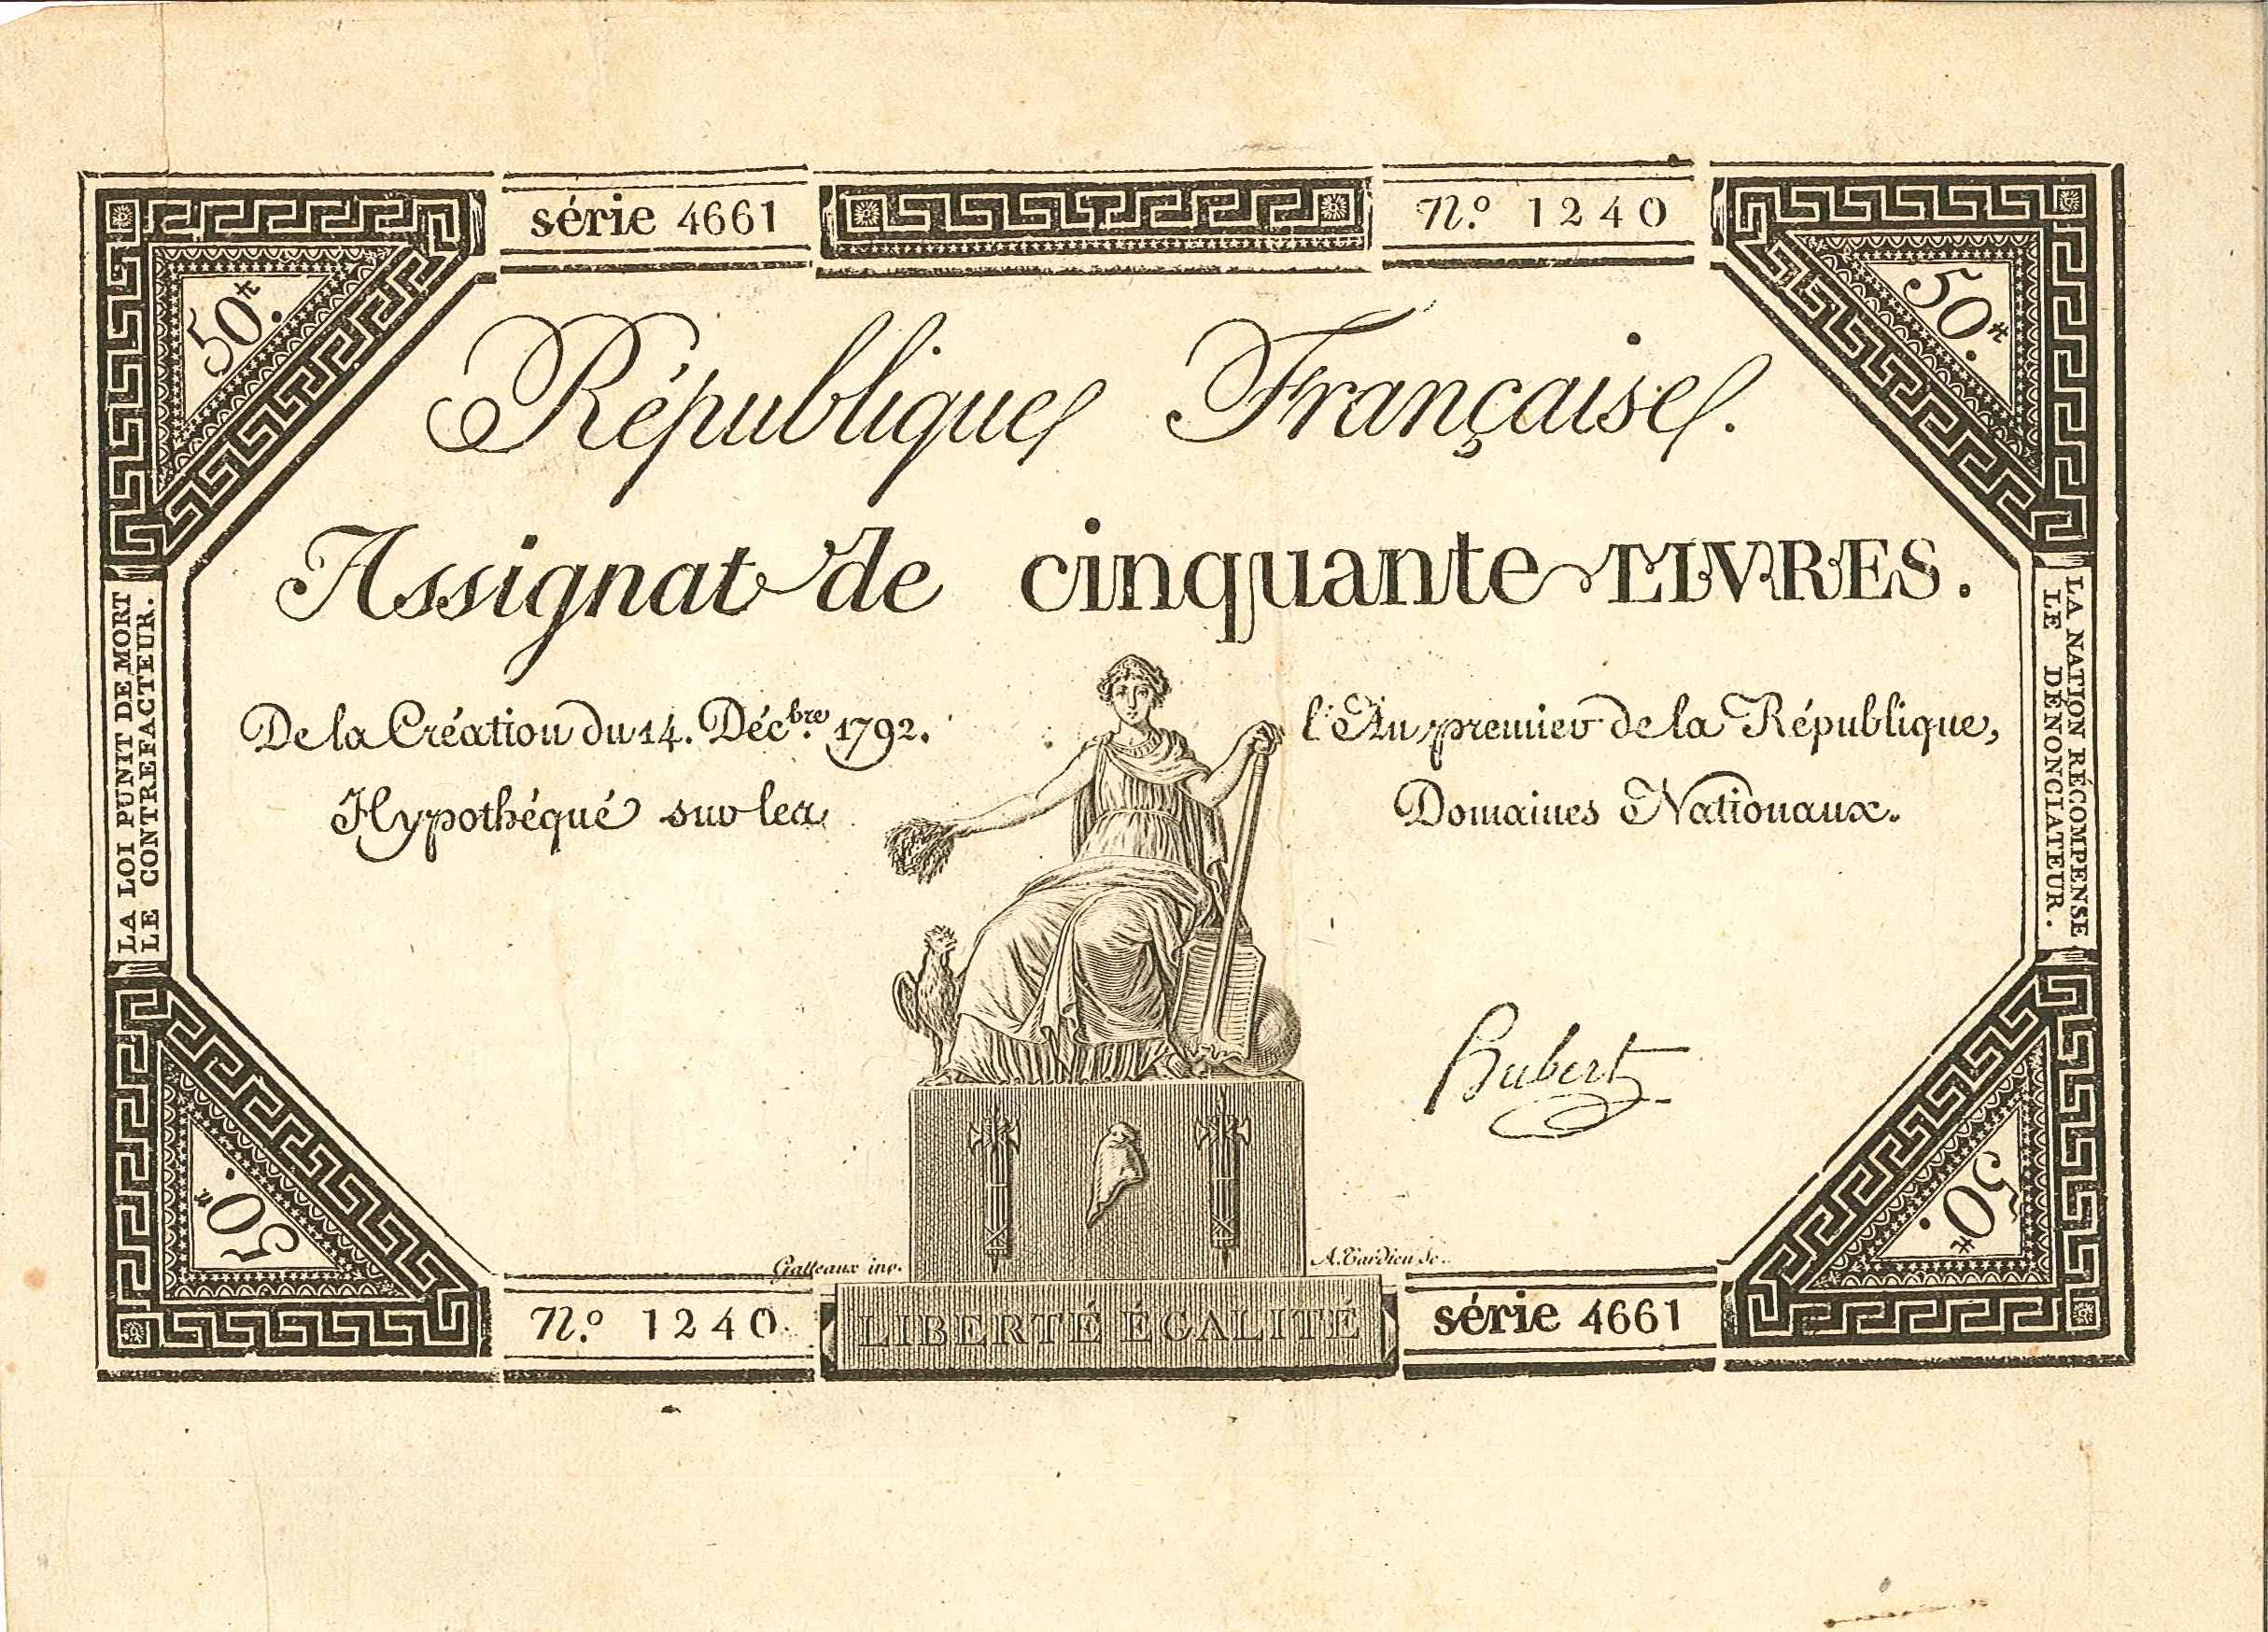 série 4661
N.º 1240
50 ₶.
50 ₶.
République Française.
Assignat de cinquante LIVRES.
De la Création du 14. Déc.bre 1792.
l'An premier de la République,
Hypothéqué sur les
Domaines Nationaux.
LA LOI PUNIT DE MORT
LE CONTREFACTEUR.
LA NATION RÉCOMPENSE
LE DÉNONCIATEUR.
Hubert
50 ₶.
50 ₶.
Gatteaux inv.
A. Tardieu Sc.
N.º 1240.
LIBERTÉ ÉGALITÉ
série 4661